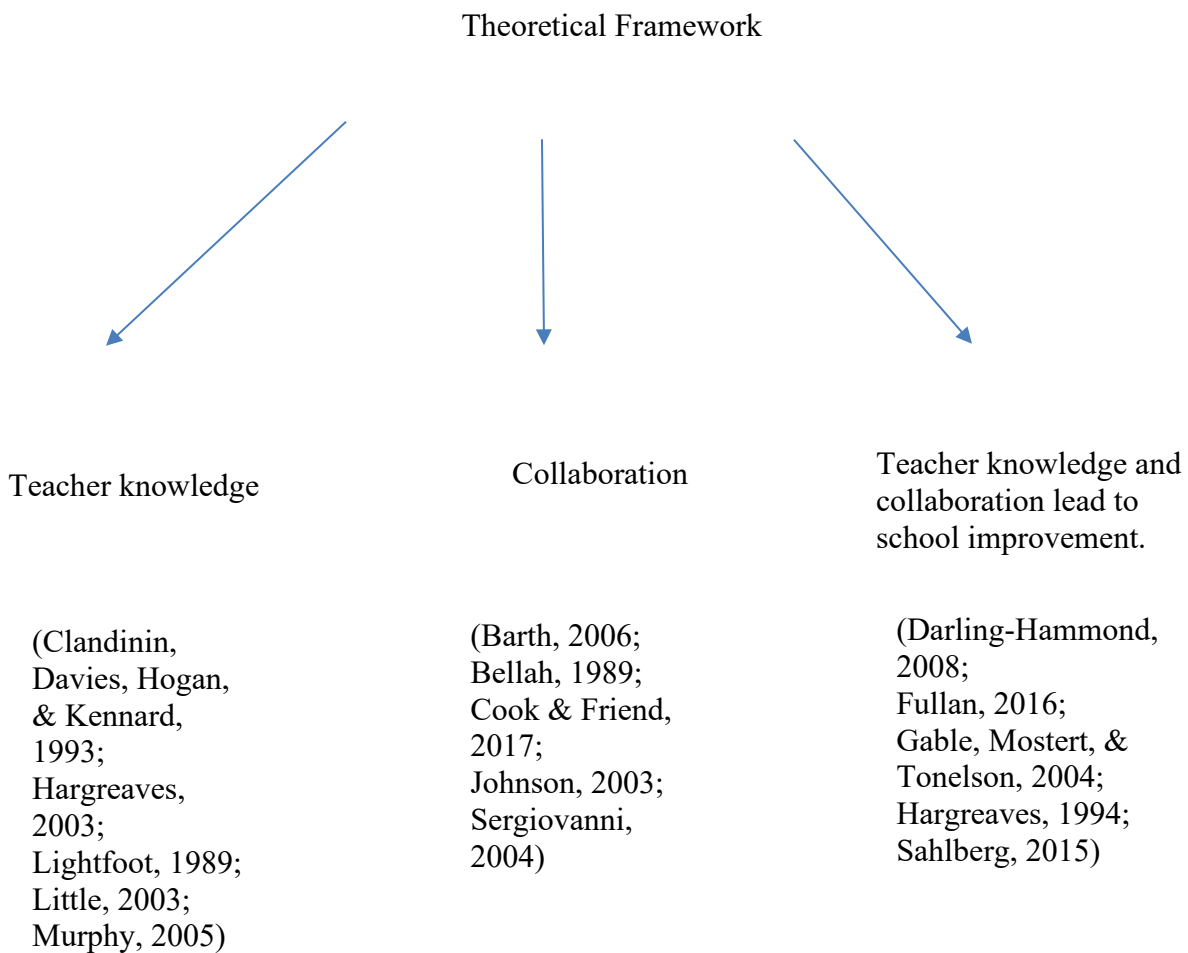 Theoretical Framework
Teacher knowledge
(Clandinin,
Davies, Hogan,
& Kennard,
1993;
Hargreaves,
2003;
Lightfoot, 1989;
Little, 2003;
Murphy, 2005)
Collaboration
(Barth, 2006;
Bellah, 1989;
Cook & Friend,
2017;
Johnson, 2003;
Sergiovanni,
2004)
Teacher knowledge and
collaboration lead to
school improvement.
(Darling-Hammond,
2008;
Fullan, 2016;
Gable, Mostert, &
Tonelson, 2004;
Hargreaves, 1994;
Sahlberg, 2015)